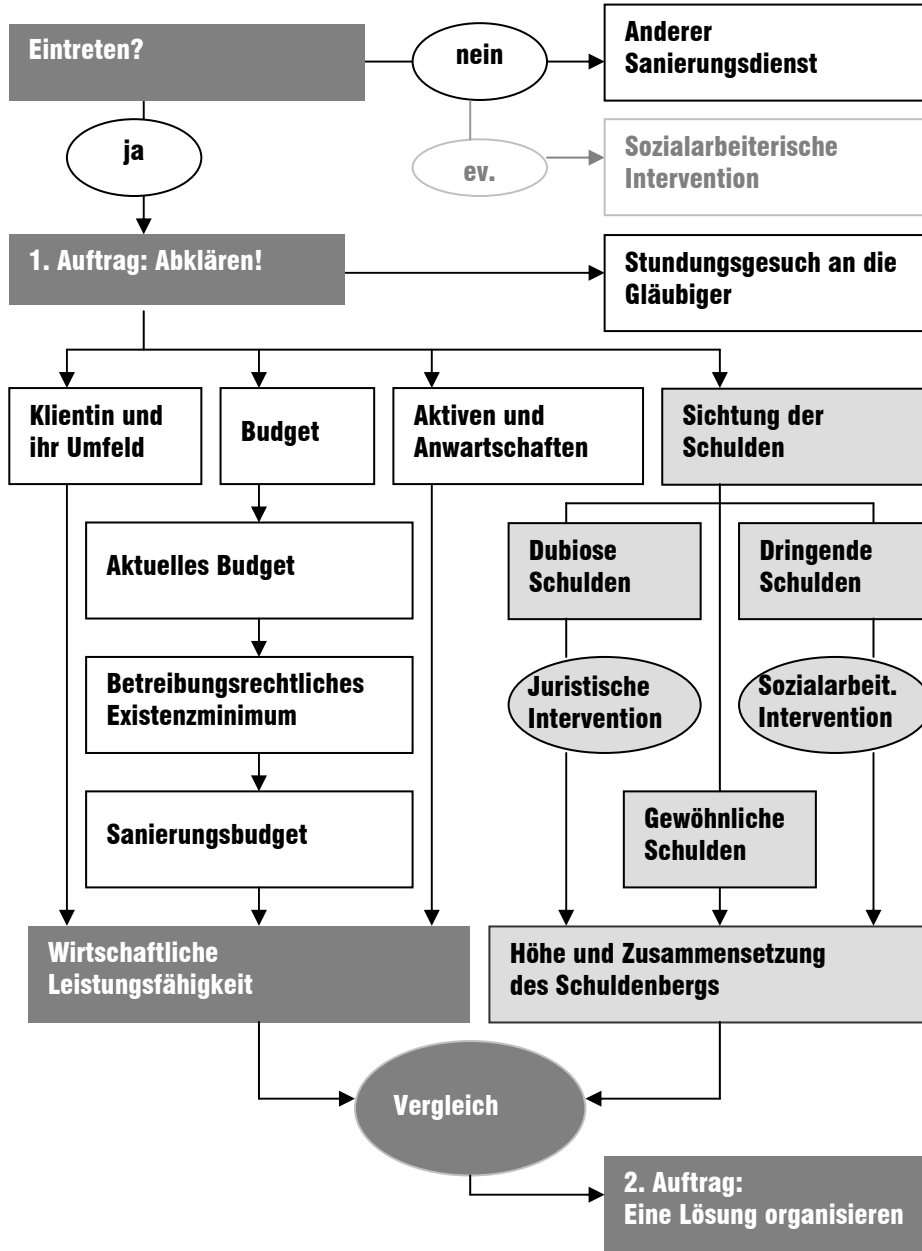 Eintreten?
nein
Anderer
Sanierungsdienst
ja
ev.
Sozialarbeiterische
Intervention
1. Auftrag: Abklären!
Stundungsgesuch an die
Gläubiger
Klientin und
ihr Umfeld
Budget
Aktiven und
Anwartschaften
Sichtung der
Schulden
Aktuelles Budget
Dubiose
Schulden
Dringende
Schulden
Betreibungsrechtliches
Existenzminimum
Juristische
Intervention
Sozialarbeit.
Intervention
Sanierungsbudget
Gewöhnliche
Schulden
Wirtschaftliche
Leistungsfähigkeit
Höhe und Zusammensetzung
des Schuldenbergs
Vergleich
2. Auftrag:
Eine Lösung organisieren